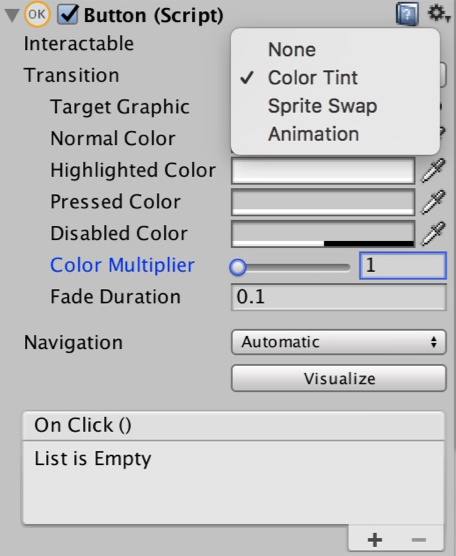 OK Button (Script)
Interactable
None
Transition
Color Tint
Target Graphic
Sprite Swap
Normal Color
Animation
Highlighted Color
Pressed Color
Disabled Color
Color Multiplier 1
Fade Duration 0.1
Navigation Automatic
Visualize
On Click ()
List is Empty